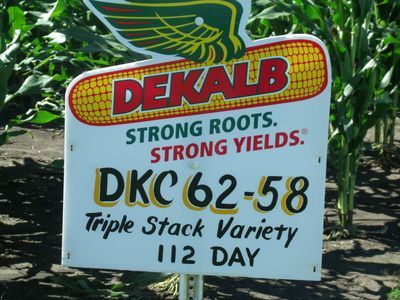 DEKALB
STRONG ROOTS.
STRONG YIELDS.®
DKC 62-58
Triple Stack Variety
112 DAY